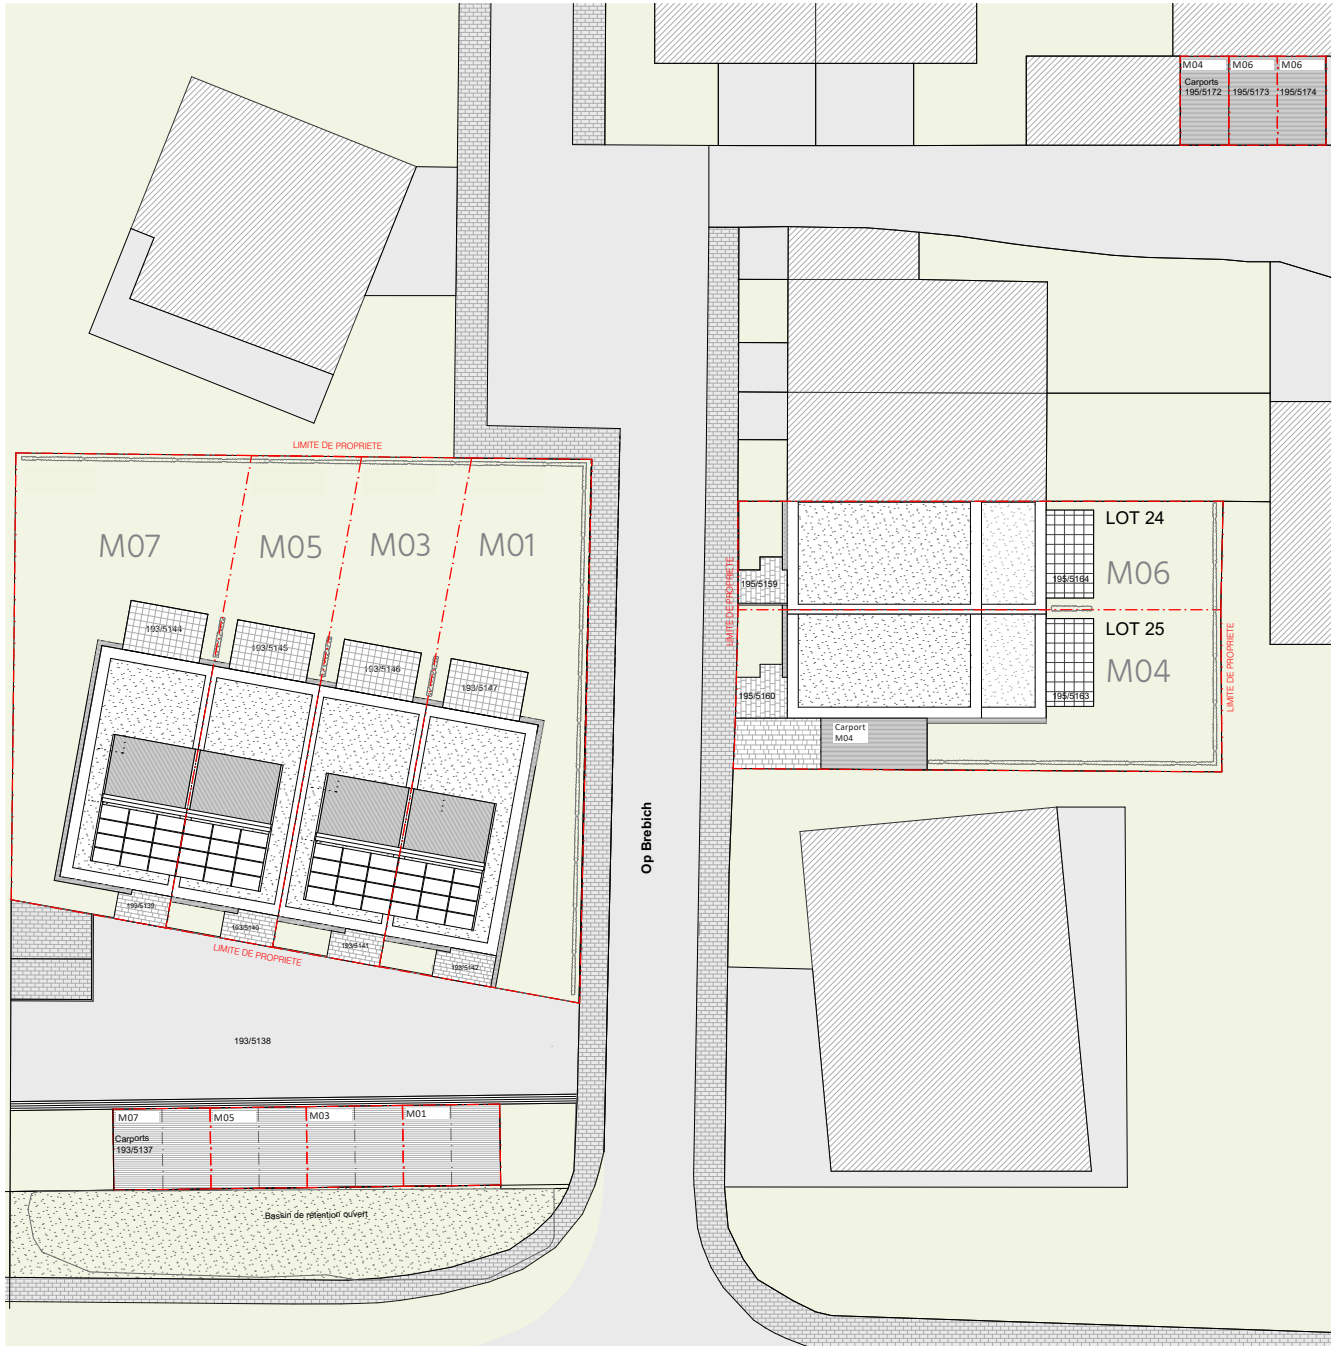 M04 M06 M06
Carports
195/5172 195/5173 195/5174
LIMITE DE PROPRIETE
M07 M05 M03 M01
193/5144
193/5145
193/5146
193/5147
193/5139
193/5140
193/5141
193/5142
LIMITE DE PROPRIETE
LOT 24
M06
195/5159
195/5164
LIMITE DE PROPRIETE
LOT 25
M04
195/5160
195/5163
LIMITE DE PROPRIETE
Carport
M04
Op Brebich
193/5138
M07 M05 M03 M01
Carports
193/5137
Bassin de rétention ouvert